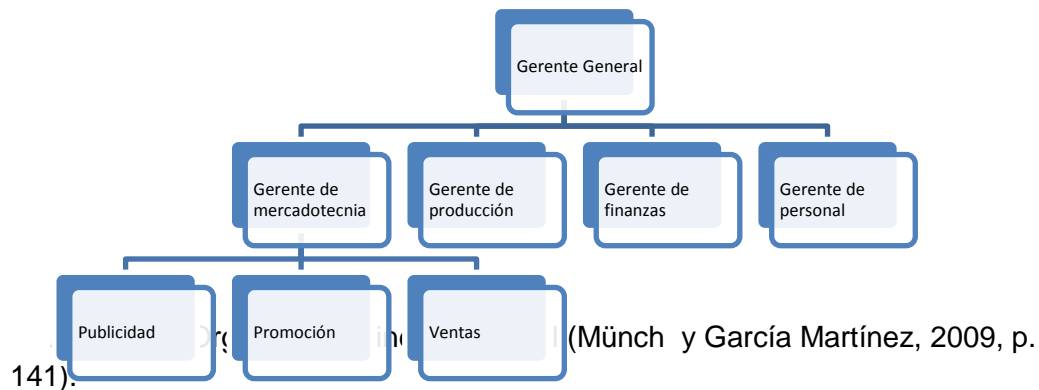 Gerente General
Gerente de
mercadotecnia
Gerente de
producción
Gerente de
finanzas
Gerente de
personal
Publicidad
Promoción
Ventas
(Münch y García Martínez, 2009, p.
141).